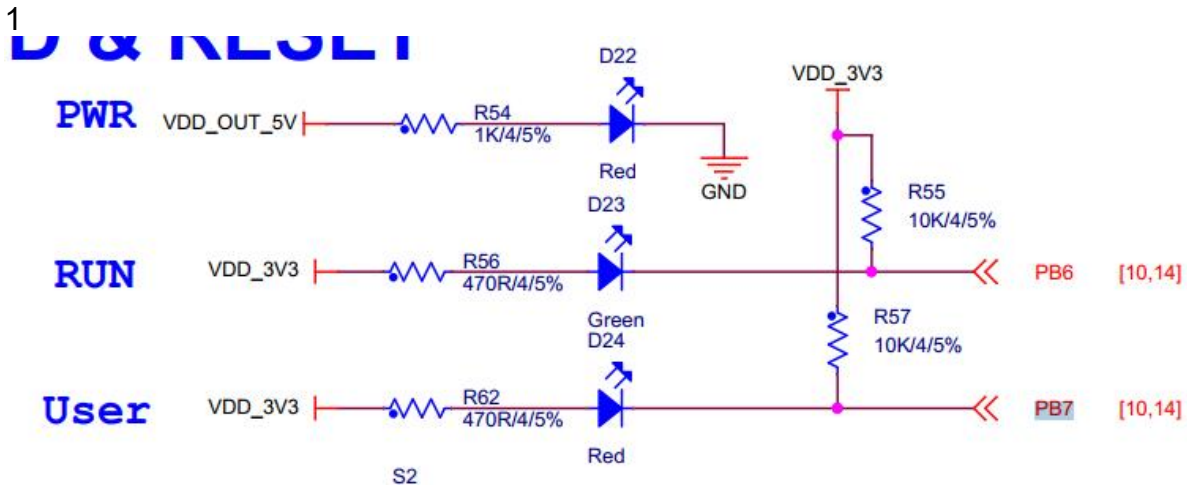 1
D & RESET
PWR
VDD_OUT_5V
R54
1K/4/5%
D22
Red
GND
VDD_3V3
R55
10K/4/5%
RUN
VDD_3V3
R56
470R/4/5%
D23
Green
PB6
[10,14]
R57
10K/4/5%
User
VDD_3V3
R62
470R/4/5%
D24
Red
PB7
[10,14]
S2